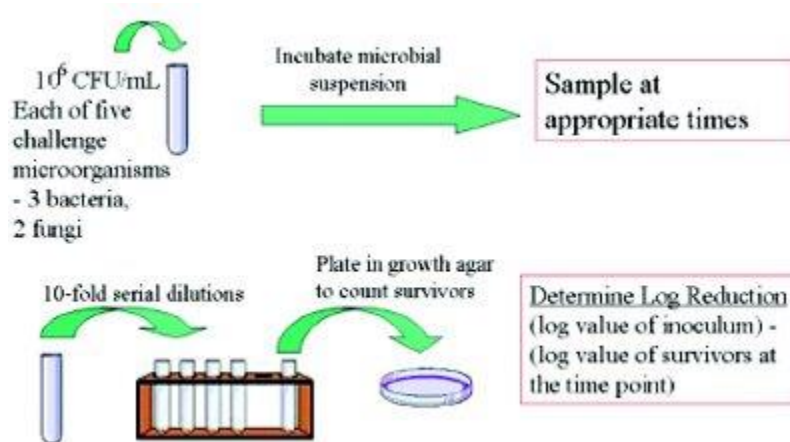 10⁶ CFU/mL
Each of five
challenge
microorganisms
- 3 bacteria,
2 fungi
Incubate microbial
suspension
Sample at
appropriate times
10-fold serial dilutions
Plate in growth agar
to count survivors
Determine Log Reduction
(log value of inoculum) -
(log value of survivors at
the time point)